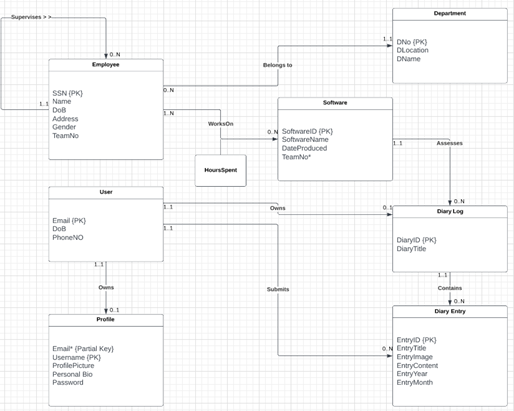 Supervises > >
0..N
1..1
Employee
SSN {PK}
Name
DoB
Address
Gender
TeamNo
0..N
1..N
Belongs to
1..1
Department
DNo {PK}
DLocation
DName
WorksOn
HoursSpent
0..N
Software
SoftwareID {PK}
SoftwareName
DateProduced
TeamNo*
1..1
Assesses
0..N
User
Email {PK}
DoB
PhoneNO
1..1
1..1
Owns
0..1
Diary Log
DiaryID {PK}
DiaryTitle
1..1
Owns
0..1
Submits
0..N
1..1
Contains
0..N
Profile
Email* {Partial Key}
Username {PK}
ProfilePicture
Personal Bio
Password
Diary Entry
EntryID {PK}
EntryTitle
EntryImage
EntryContent
EntryYear
EntryMonth